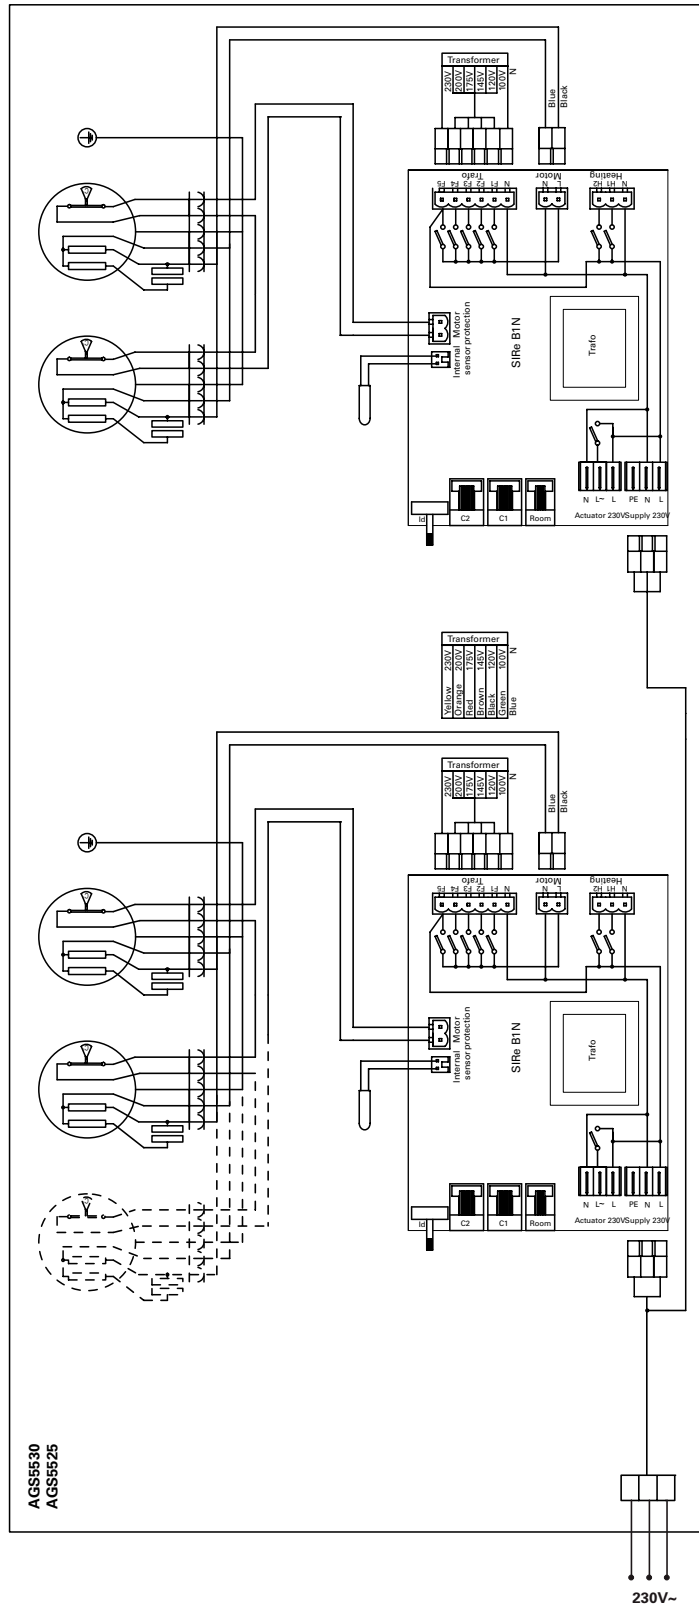 Transformer
230V
200V
175V
145V
120V
100V
N
Blue
Black
F5
F4
F3
F2
F1
N
Trafo
N
L
Motor
H2
H1
N
Heating
Motor
Internal
sensor protection
SIRe B1N
Trafo
N L~ L PE N L
Actuator 230V Supply 230V
Id
C2
C1
Room
Transformer
Yellow 230V
Orange 200V
Red 175V
Brown 145V
Black 120V
Green 100V
Blue N
Transformer
230V
200V
175V
145V
120V
100V
N
Blue
Black
F5
F4
F3
F2
F1
N
Trafo
N
L
Motor
H2
H1
N
Heating
Motor
Internal
sensor protection
SIRe B1N
Trafo
N L~ L PE N L
Actuator 230V Supply 230V
Id
C2
C1
Room
AGS5530
AGS5525
230V~